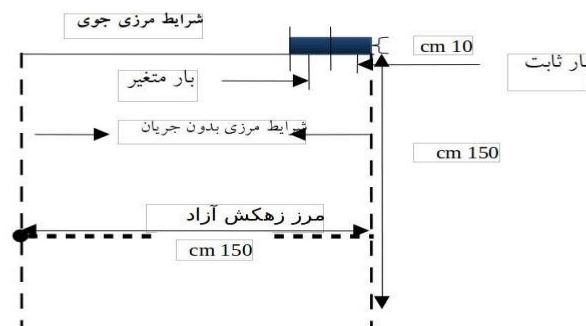 شرایط مرزی جوی
cm 10
بار ثابت
بار متغیر
شرایط مرزی بدون جریان
cm 150
مرز زهکش آزاد
cm 150